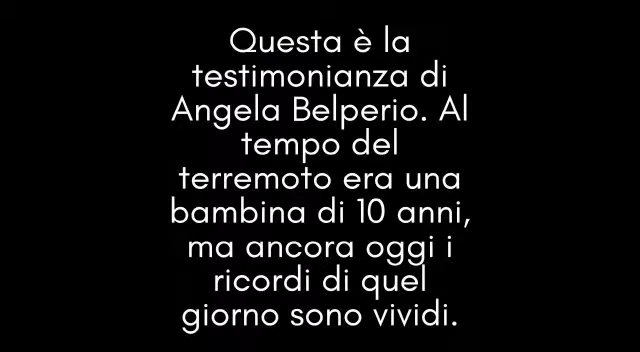 Questa è la
testimonianza di
Angela Belperio. Al
tempo del
terremoto era una
bambina di 10 anni,
ma ancora oggi i
ricordi di quel
giorno sono vividi.